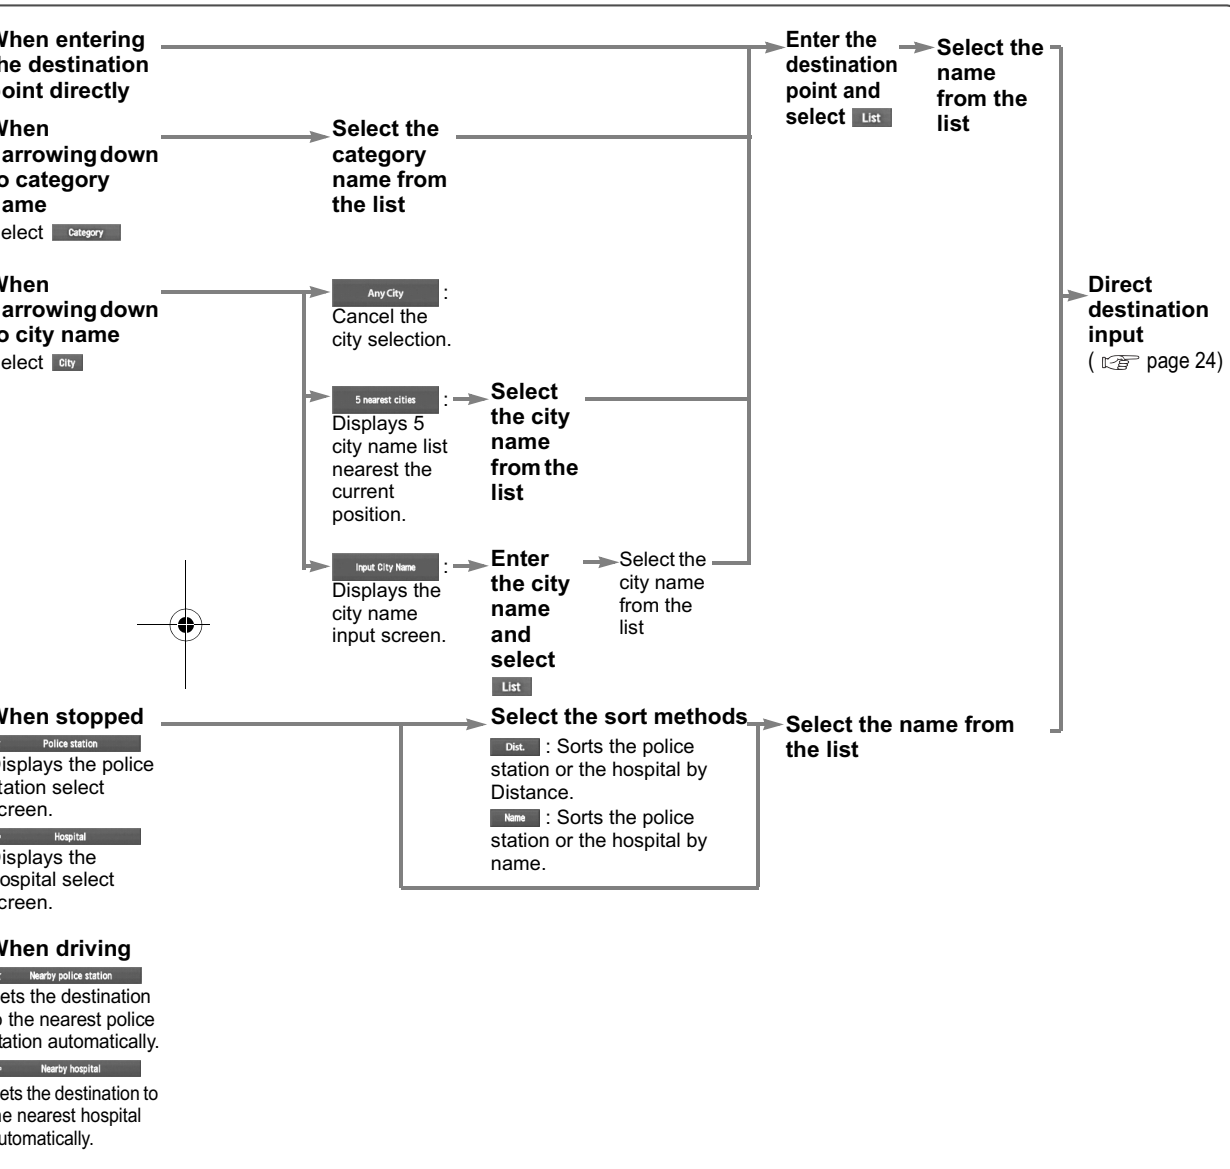 When entering
the destination
point directly
When
arrowing down
o category
ame
elect Category
When
arrowing down
o city name
elect City
Select the
category
name from
the list
Any City :
Cancel the
city selection.
5 nearest cities :
Displays 5
city name list
nearest the
current
position.
Select
the city
name
from the
list
Input City Name :
Displays the
city name
input screen.
Enter
the city
name
and
select
List
Select the
city name
from the
list
Enter the
destination
point and
select List
Select the
name
from the
list
Direct
destination
input
( ☞ page 24)
When stopped
Police station
Displays the police
tation select
creen.
Hospital
Displays the
ospital select
creen.
Select the sort methods
Dist. : Sorts the police
station or the hospital by
Distance.
Name : Sorts the police
station or the hospital by
name.
Select the name from
the list
When driving
Nearby police station
ets the destination
o the nearest police
tation automatically.
Nearby hospital
ets the destination to
he nearest hospital
utomatically.